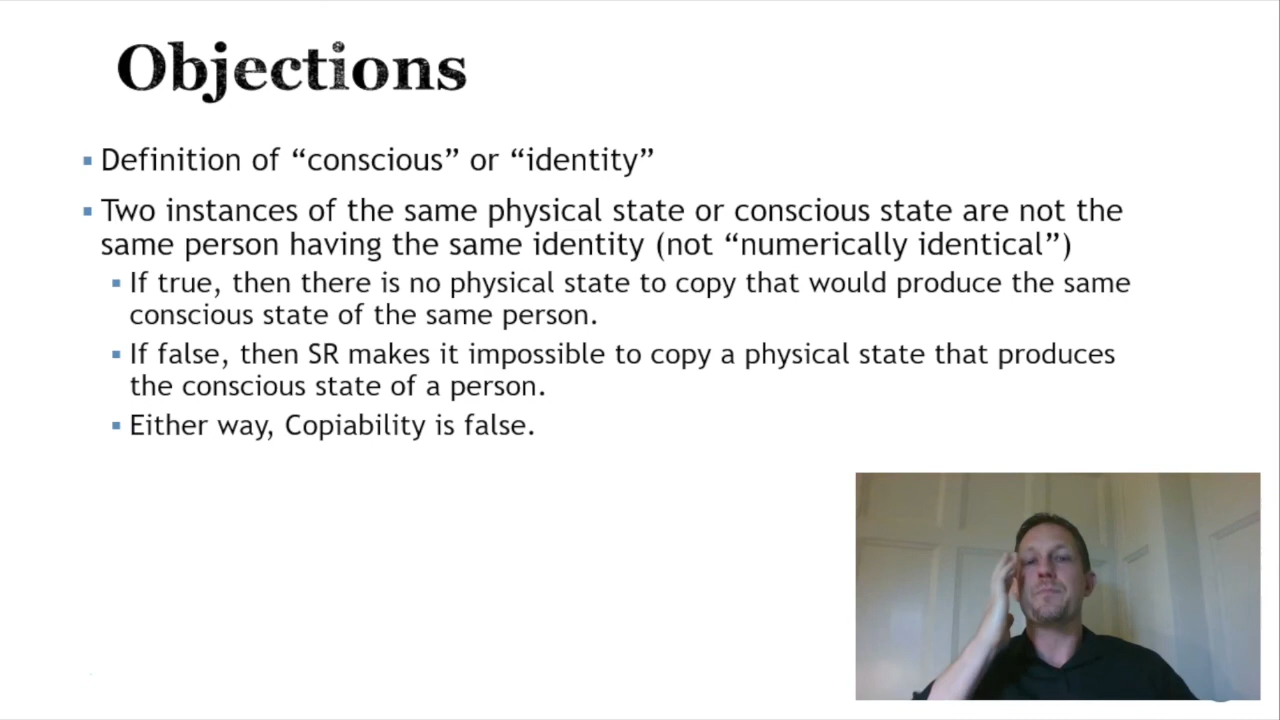 Objections
▪ Definition of “conscious” or “identity”
▪ Two instances of the same physical state or conscious state are not the
same person having the same identity (not “numerically identical”)
▪ If true, then there is no physical state to copy that would produce the same
conscious state of the same person.
▪ If false, then SR makes it impossible to copy a physical state that produces
the conscious state of a person.
▪ Either way, Copiability is false.